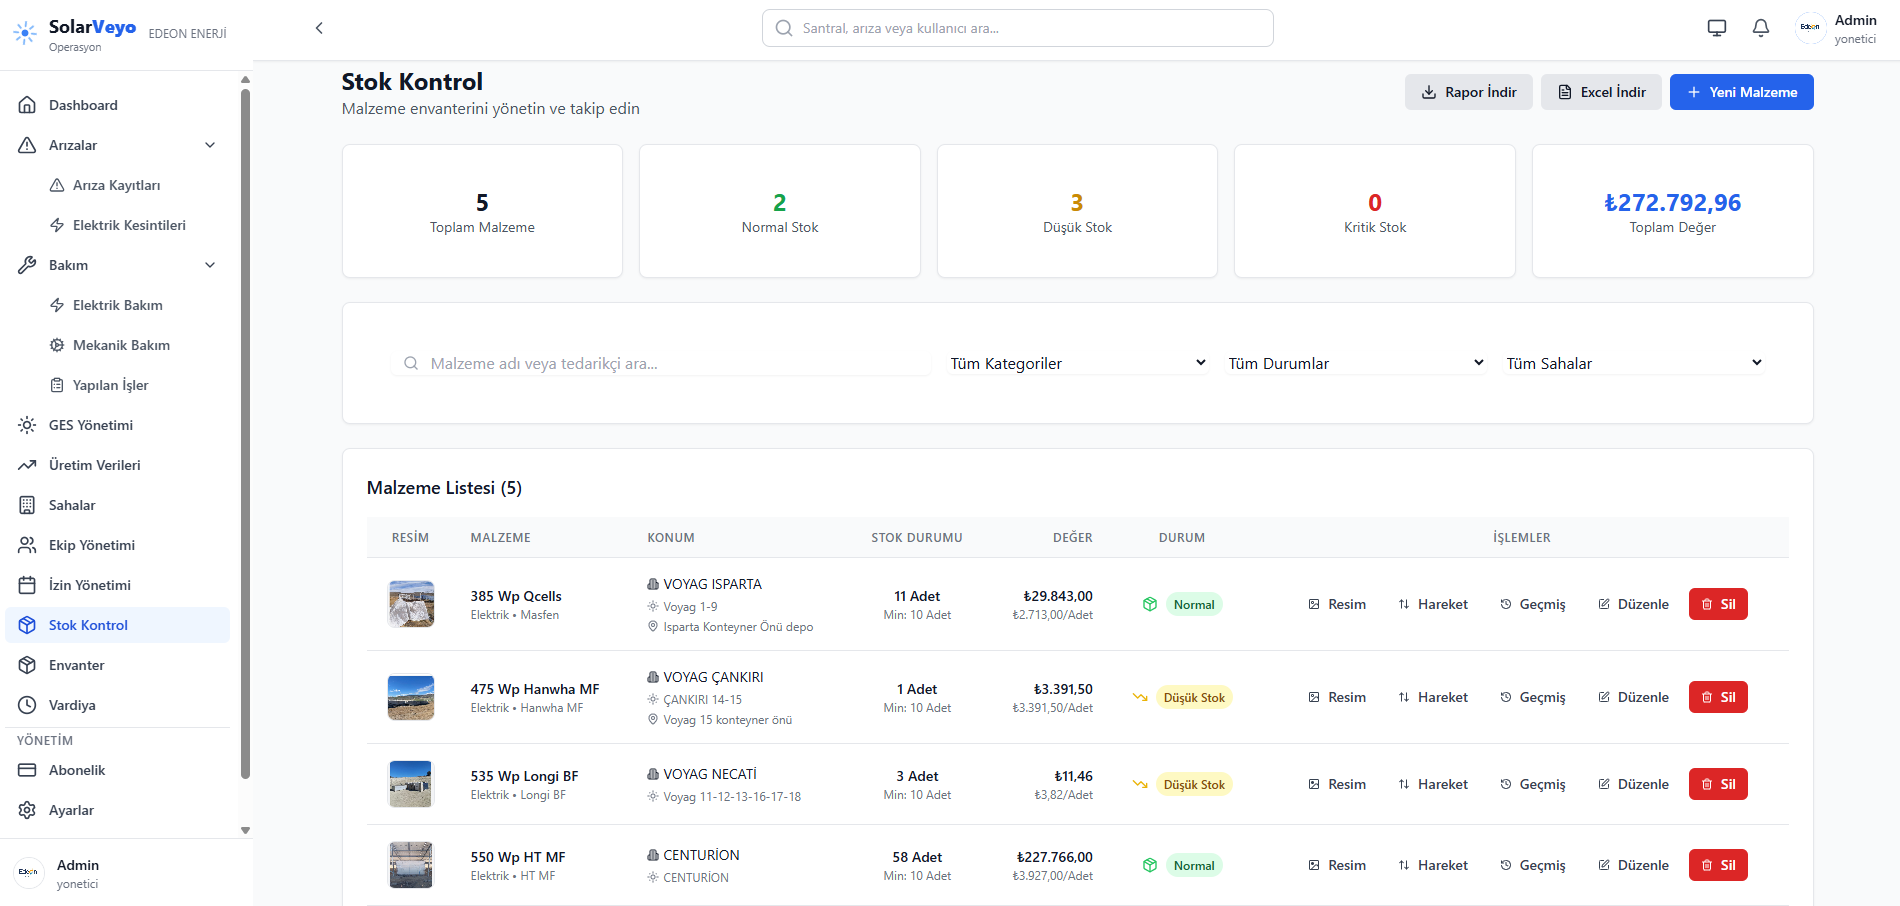 SolarVeyo
Operasyon
EDEON ENERJİ
Santral, arıza veya kullanıcı ara...
Edeon
Admin
yonetici
Dashboard
Arızalar
Arıza Kayıtları
Elektrik Kesintileri
Bakım
Elektrik Bakım
Mekanik Bakım
Yapılan İşler
GES Yönetimi
Üretim Verileri
Sahalar
Ekip Yönetimi
İzin Yönetimi
Stok Kontrol
Envanter
Vardiya
YÖNETİM
Abonelik
Ayarlar
Edeon
Admin
yonetici
Stok Kontrol
Malzeme envanterini yönetin ve takip edin
Rapor İndir
Excel İndir
Yeni Malzeme
5
Toplam Malzeme
2
Normal Stok
3
Düşük Stok
0
Kritik Stok
₺272.792,96
Toplam Değer
Malzeme adı veya tedarikçi ara...
Tüm Kategoriler
Tüm Durumlar
Tüm Sahalar
Malzeme Listesi (5)
RESİM MALZEME KONUM STOK DURUMU DEĞER DURUM İŞLEMLER
385 Wp Qcells
Elektrik • Masfen
VOYAG ISPARTA
Voyag 1-9
Isparta Konteyner Önü depo
11 Adet
Min: 10 Adet
₺29.843,00
₺2.713,00/Adet
Normal
Resim Hareket Geçmiş Düzenle Sil
475 Wp Hanwha MF
Elektrik • Hanwha MF
VOYAG ÇANKIRI
ÇANKIRI 14-15
Voyag 15 konteyner önü
1 Adet
Min: 10 Adet
₺3.391,50
₺3.391,50/Adet
Düşük Stok
Resim Hareket Geçmiş Düzenle Sil
535 Wp Longi BF
Elektrik • Longi BF
VOYAG NECATİ
Voyag 11-12-13-16-17-18
3 Adet
Min: 10 Adet
₺11,46
₺3,82/Adet
Düşük Stok
Resim Hareket Geçmiş Düzenle Sil
550 Wp HT MF
Elektrik • HT MF
CENTURİON
CENTURİON
58 Adet
Min: 10 Adet
₺227.766,00
₺3.927,00/Adet
Normal
Resim Hareket Geçmiş Düzenle Sil